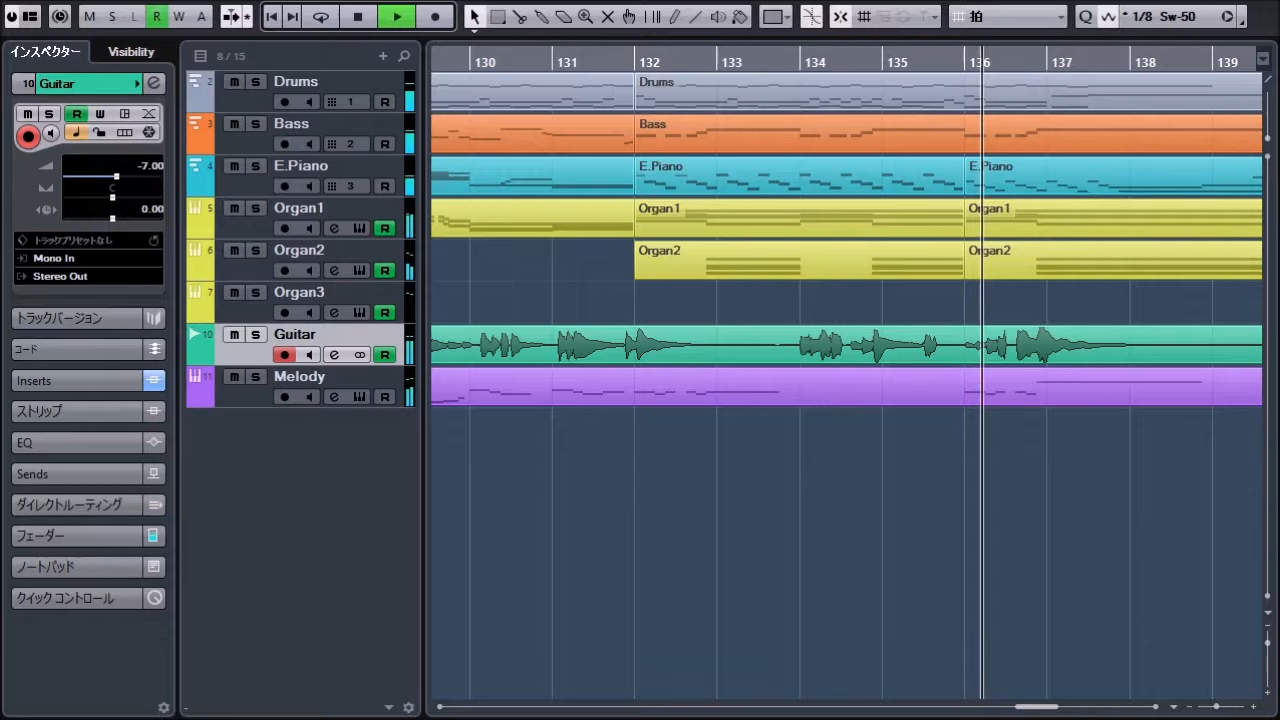 M S L R W A
拍
Q 1/8 Sw-50
インスペクター Visibility
8 / 15
130 131 132 133 134 135 136 137 138 139
10 Guitar
m S R W
-7.00
C
0.00
トラックプリセットなし
Mono In
Stereo Out
トラックバージョン
コード
Inserts
ストリップ
EQ
Sends
ダイレクトルーティング
フェーダー
ノートパッド
クイック コントロール
2 m S Drums
1 R
3 m S Bass
2 R
4 m S E.Piano
3 R
5 m S Organ1
e R
6 m S Organ2
e R
7 m S Organ3
e R
10 m S Guitar
e R
11 m S Melody
e R
Drums
Bass
E.Piano E.Piano
Organ1 Organ1
Organ2 Organ2